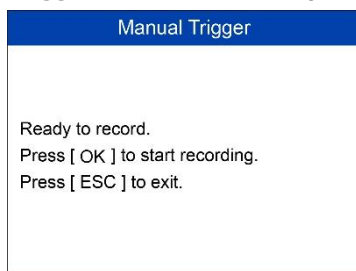 Manual Trigger
Ready to record.
Press [ OK ] to start recording.
Press [ ESC ] to exit.